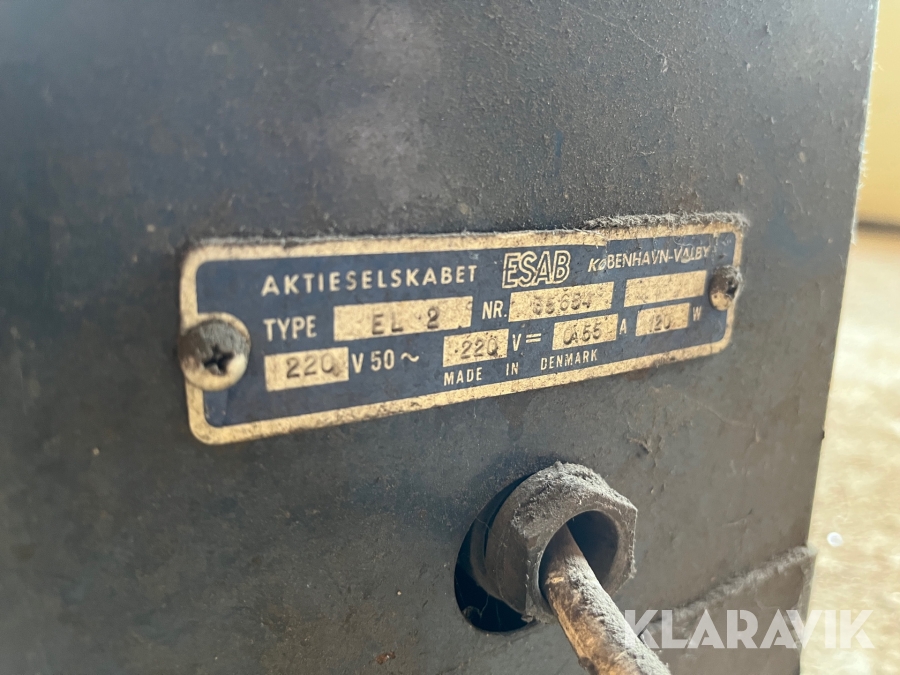 AKTIESELSKABET ESAB KØBENHAVN-VALBY
TYPE EL 2 NR.
220 V 50~ 220 V= 0.55 A 120 W
MADE IN DENMARK
KLARAVIK